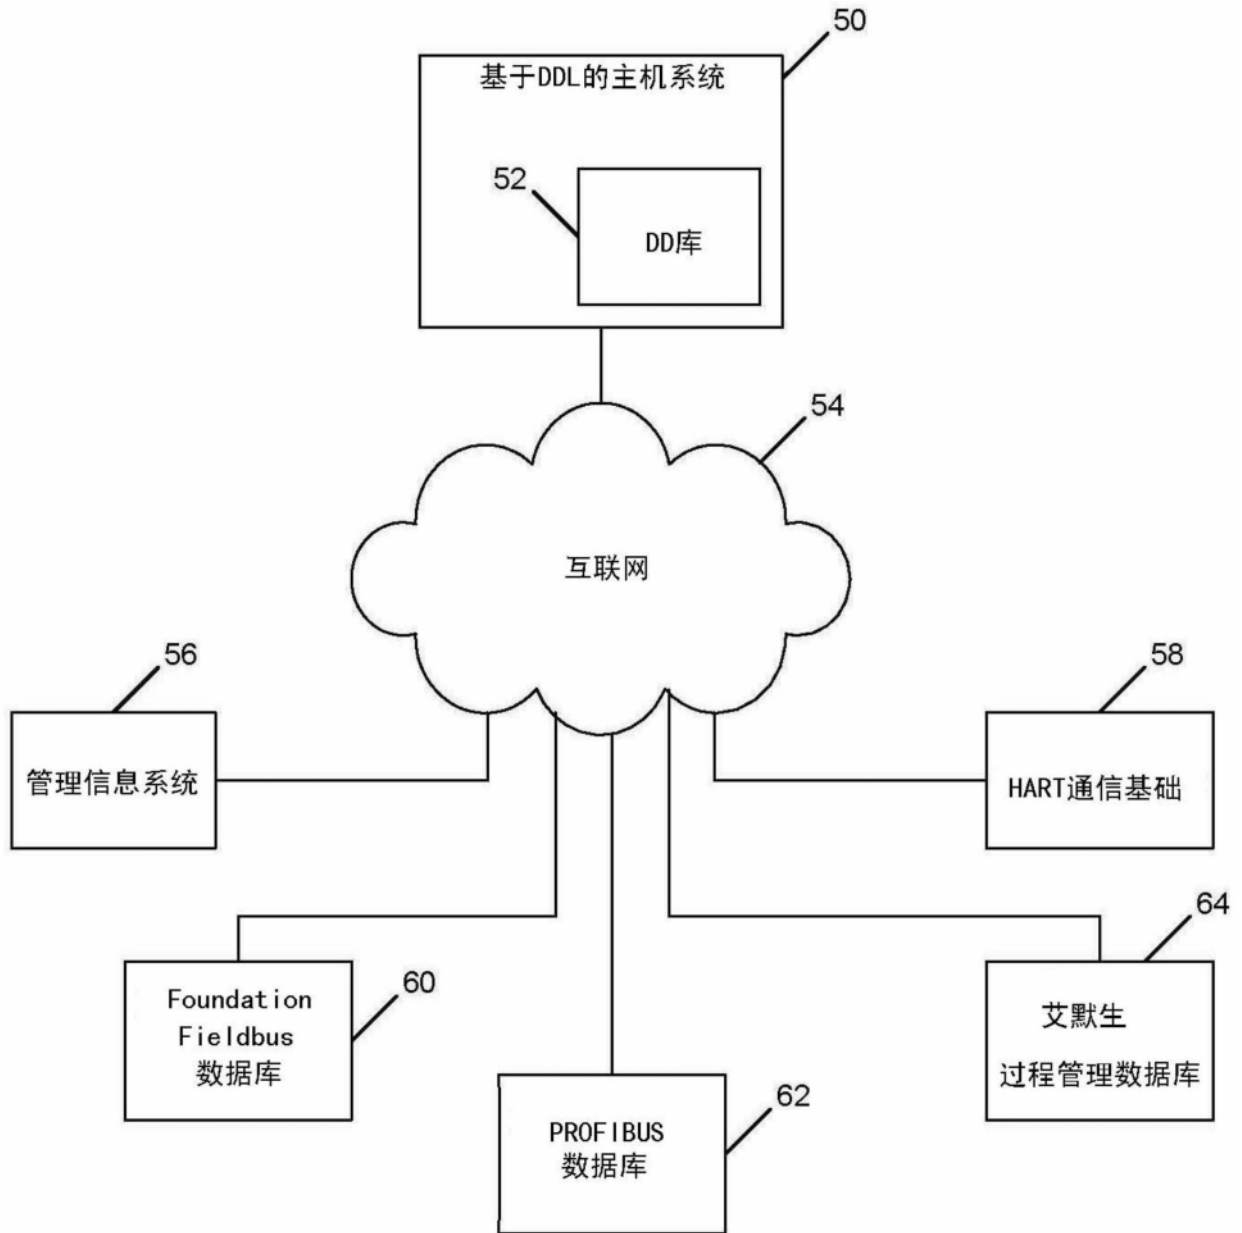 50
基于DDL的主机系统
52
DD库
54
互联网
56
58
管理信息系统
HART通信基础
64
60
Foundation
Fieldbus
数据库
艾默生
过程管理数据库
62
PROFIBUS
数据库